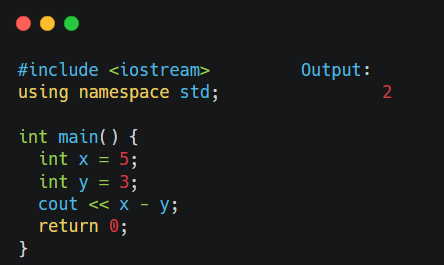 #include <iostream>
using namespace std;

int main() {
  int x = 5;
  int y = 3;
  cout << x - y;
  return 0;
}
Output:
2